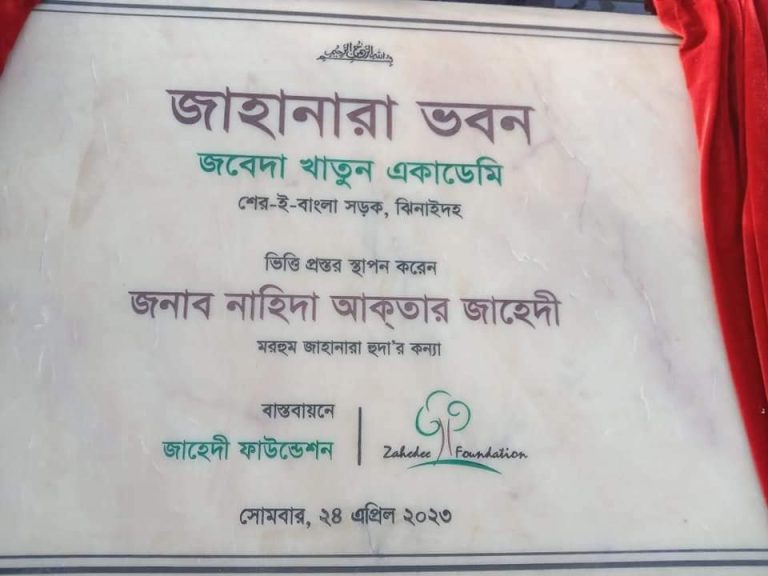 জাহানারা ভবন
জবেদা খাতুন একাডেমি
শের-ই-বাংলা সড়ক, ঝিনাইদহ
ভিত্তি প্রস্তর স্থাপন করেন
জনাব নাহিদা আক্তার জাহেদী
মরহুম জাহানারা হুদা'র কন্যা
বাস্তবায়নে
জাহেদী ফাউন্ডেশন
Zahedee Foundation
সোমবার, ২৪ এপ্রিল ২০২৩